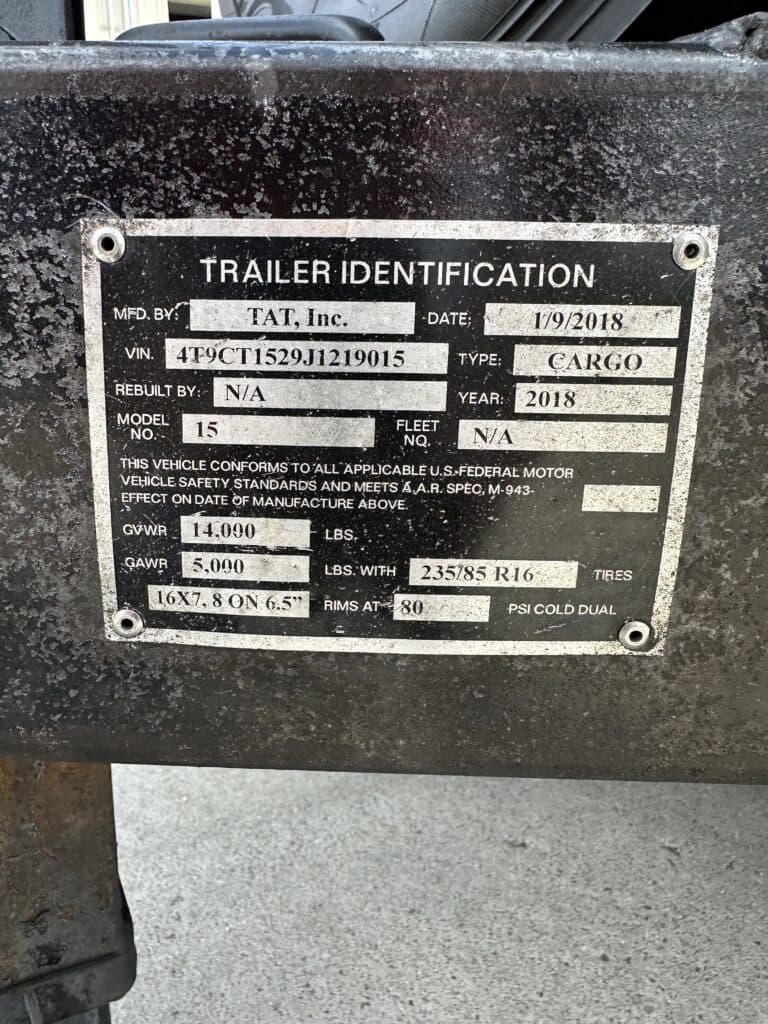 TRAILER IDENTIFICATION
MFD. BY: TAT, Inc. DATE: 1/9/2018
VIN. 4T9CT1529J1219015 TYPE: CARGO
REBUILT BY: N/A YEAR: 2018
MODEL NO. 15 FLEET NO. N/A
THIS VEHICLE CONFORMS TO ALL APPLICABLE U.S. FEDERAL MOTOR
VEHICLE SAFETY STANDARDS AND MEETS A.A.R. SPEC. M-943-
EFFECT ON DATE OF MANUFACTURE ABOVE.
GVWR 14,000 LBS.
GAWR 5,000 LBS. WITH 235/85 R16 TIRES
16X7, 8 ON 6.5" RIMS AT 80 PSI COLD DUAL